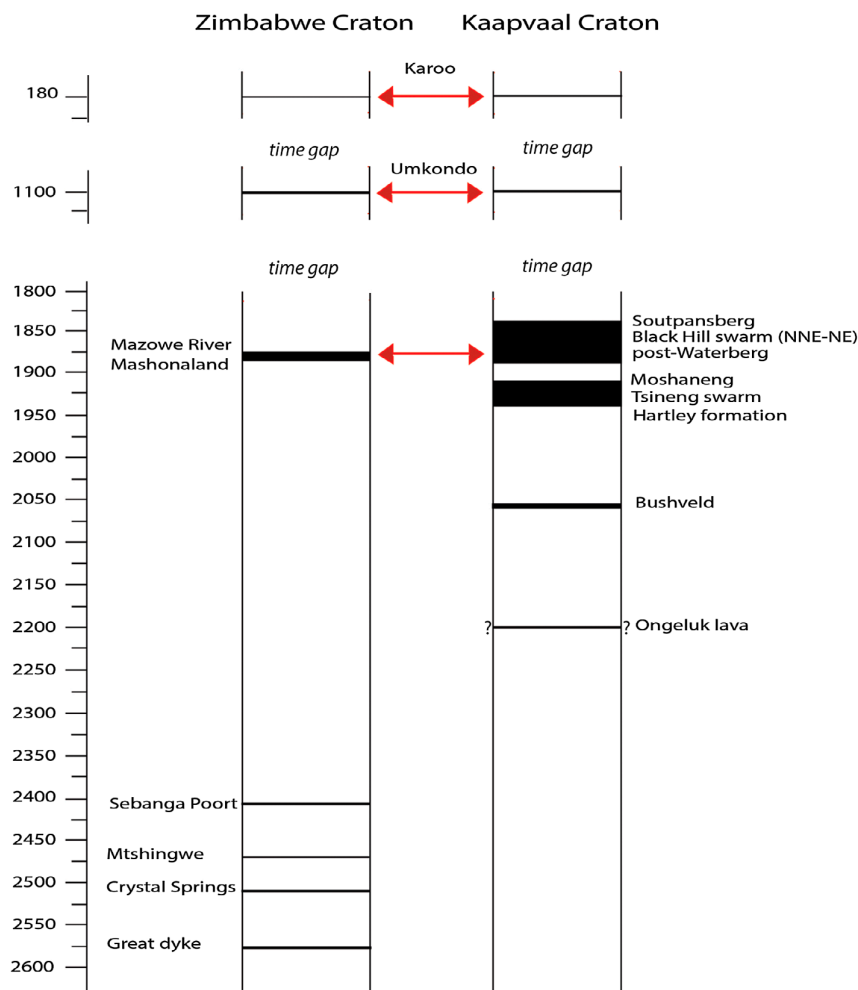 Zimbabwe Craton Kaapvaal Craton
Karoo
180
time gap time gap
Umkondo
1100
time gap time gap
1800
Soutpansberg
1850 Black Hill swarm (NNE-NE)
Mazowe River post-Waterberg
Mashonaland
1900 Moshaneng
Tsineng swarm
1950 Hartley formation
2000
2050 Bushveld
2100
2150
2200 ? ? Ongeluk lava
2250
2300
2350
2400 Sebanga Poort
2450
Mtshingwe
2500 Crystal Springs
2550
Great dyke
2600